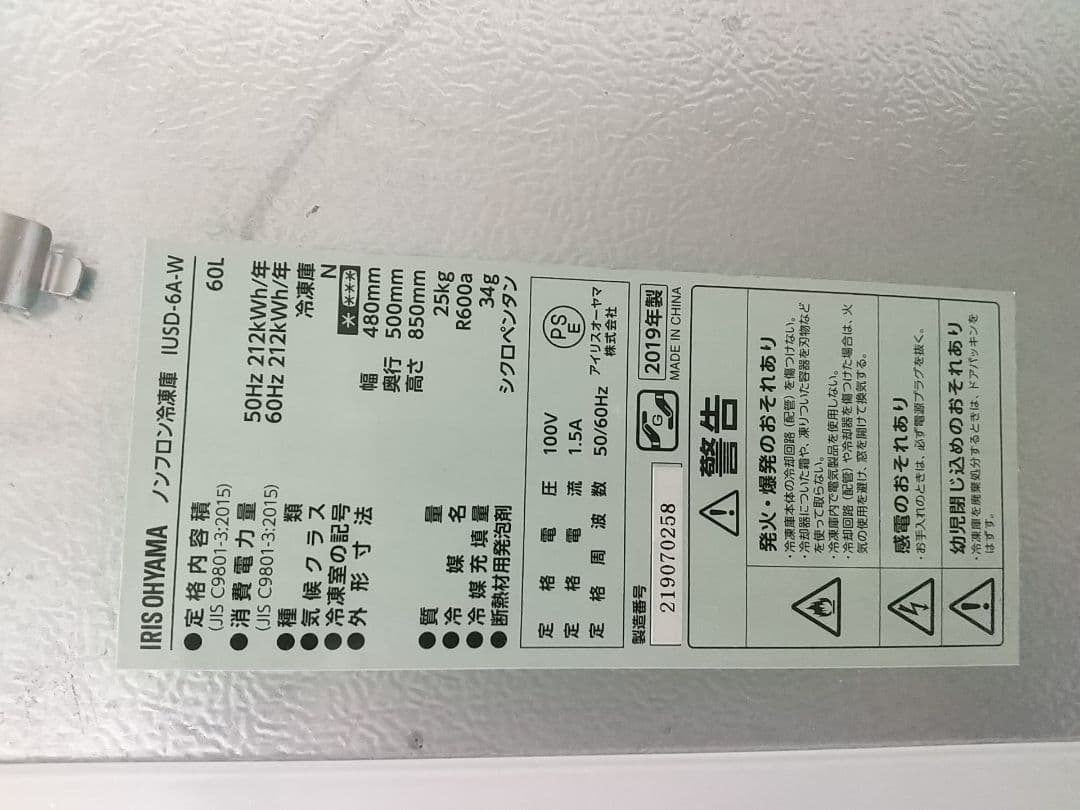 IRIS OHYAMA ノンフロン冷凍庫 IUSD-6A-W
●定格内容積 60L
(JIS C9801-3:2015)
●消費電力量 50Hz 212kWh/年
(JIS C9801-3:2015) 60Hz 212kWh/年
●種類 冷凍庫
●気候クラス N
●冷凍室の記号 ＊＊＊＊
●外形寸法 幅 480mm
奥行 500mm
高さ 850mm
●質量 25kg
●冷媒名 R600a
●冷媒充填量 34g
●断熱材用発泡剤 シクロペンタン
定格電圧 100V
定格電流 1.5A
定格周波数 50/60Hz
PS
E
アイリスオーヤマ
株式会社
製造番号
219070258
G
2019年製
MADE IN CHINA
警告
発火・爆発のおそれあり
・冷凍庫本体の冷却回路（配管）を傷つけない。
・冷却器についた霜や、凍りついた容器を刃物など
を使って取らない。
・冷凍庫内で電気製品を使用しない。
・冷却回路（配管）や冷却器を傷つけた場合は、火
気の使用を避け、窓を開けて換気する。
感電のおそれあり
・お手入れのときは、必ず電源プラグを抜く。
幼児閉じ込めのおそれあり
・冷凍庫を廃棄処分するときは、ドアパッキンを
はずす。